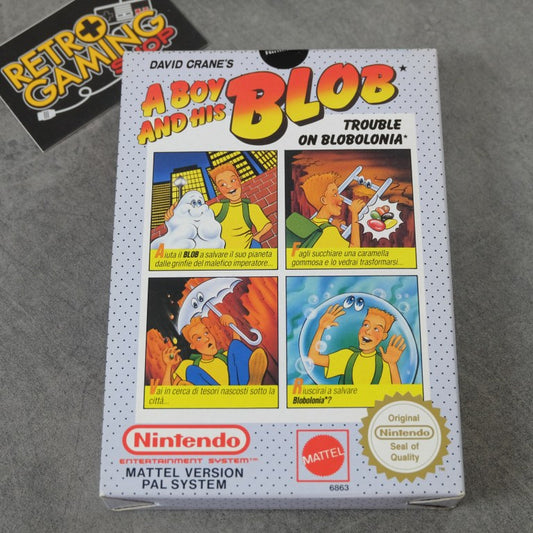 RETRO
GAMING
SHOP
DAVID CRANE'S
A BOY
AND HIS
BLOB*
TROUBLE
ON BLOBOLONIA*
Aiuta il BLOB a salvare il suo pianeta
dalle grinfie del malefico imperatore...
Fagli succhiare una caramella
gommosa e lo vedrai trasformarsi...
Vai in cerca di tesori nascosti sotto la
città...
Riuscirai a salvare
Blobolonia*?
Nintendo
ENTERTAINMENT SYSTEM™
MATTEL VERSION
PAL SYSTEM
MATTEL
6863
Original
Nintendo
Seal of
Quality